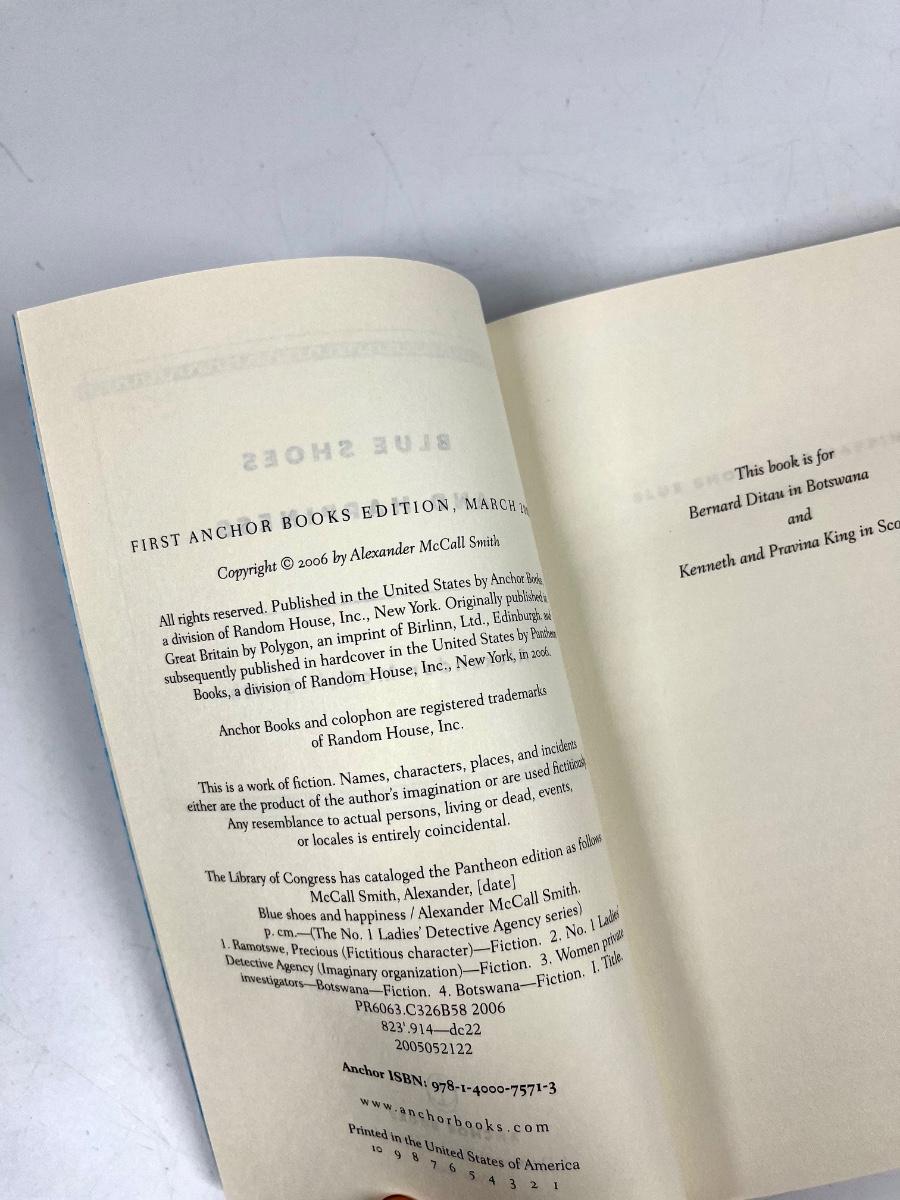 FIRST ANCHOR BOOKS EDITION, MARCH
Copyright © 2006 by Alexander McCall Smith
All rights reserved. Published in the United States by Anchor Books,
a division of Random House, Inc., New York. Originally published in
Great Britain by Polygon, an imprint of Birlinn, Ltd., Edinburgh, and
subsequently published in hardcover in the United States by Pantheon
Books, a division of Random House, Inc., New York, in 2006.
Anchor Books and colophon are registered trademarks
of Random House, Inc.
This is a work of fiction. Names, characters, places, and incidents
either are the product of the author's imagination or are used fictitiously.
Any resemblance to actual persons, living or dead, events,
or locales is entirely coincidental.
The Library of Congress has cataloged the Pantheon edition as follows
McCall Smith, Alexander, [date]
Blue shoes and happiness / Alexander McCall Smith.
p. cm.—(The No. 1 Ladies' Detective Agency series)
1. Ramotswe, Precious (Fictitious character)—Fiction. 2. No. 1 Ladies'
Detective Agency (Imaginary organization)—Fiction. 3. Women private
investigators—Botswana—Fiction. 4. Botswana—Fiction. I. Title.
PR6063.C326B58 2006
823'.914—dc22
2005052122
Anchor ISBN: 978-1-4000-7571-3
www.anchorbooks.com
Printed in the United States of America
10 9 8 7 6 5 4 3 2 1
This book is for
Bernard Ditau in Botswana
and
Kenneth and Pravina King in Sco